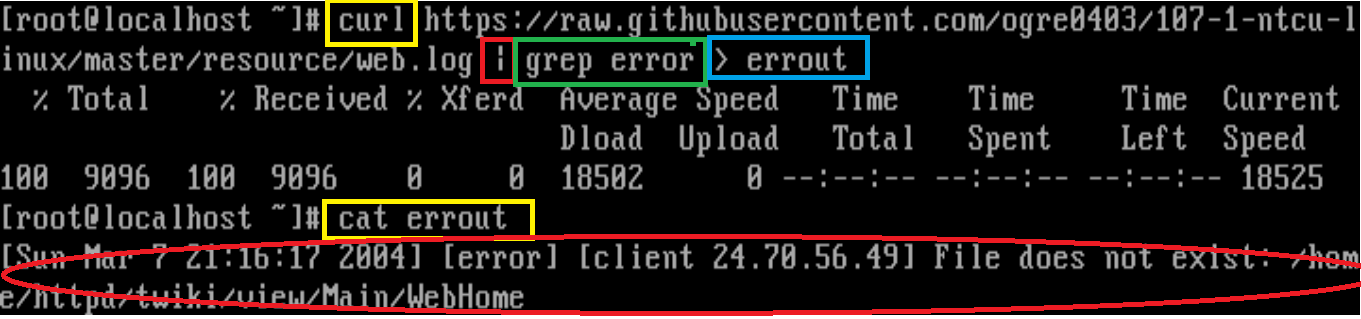 [root@localhost ~]# curl https://raw.githubusercontent.com/ogre0403/107-1-ntcu-l
inux/master/resource/web.log | grep error > errout
% Total % Received % Xferd Average Speed Time Time Time Current
Dload Upload Total Spent Left Speed
100 9096 100 9096 0 0 18502 0 --:--:-- --:--:-- --:--:-- 18525
[root@localhost ~]# cat errout
[Sun Mar 7 21:16:17 2004] [error] [client 24.70.56.49] File does not exist: /hom
e/httpd/twiki/view/Main/WebHome